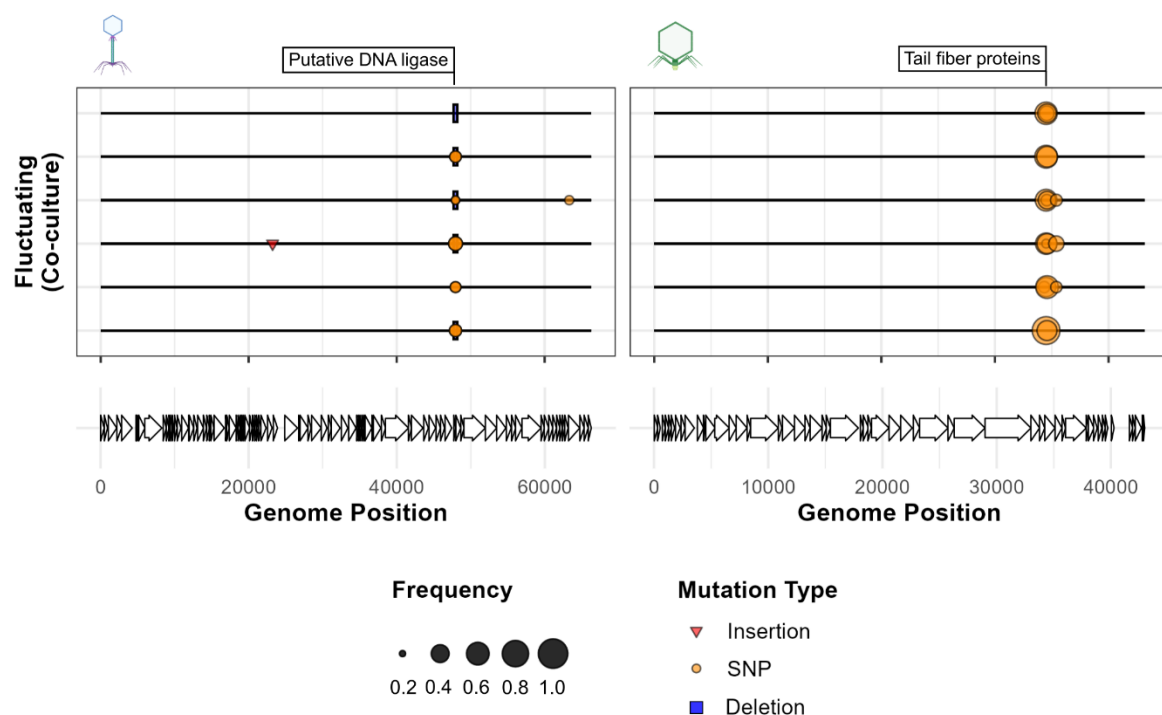 Putative DNA ligase
Tail fiber proteins
Fluctuating
(Co-culture)
0 20000 40000 60000
0 10000 20000 30000 40000
Genome Position
Genome Position
Frequency
0.2 0.4 0.6 0.8 1.0
Mutation Type
Insertion
SNP
Deletion